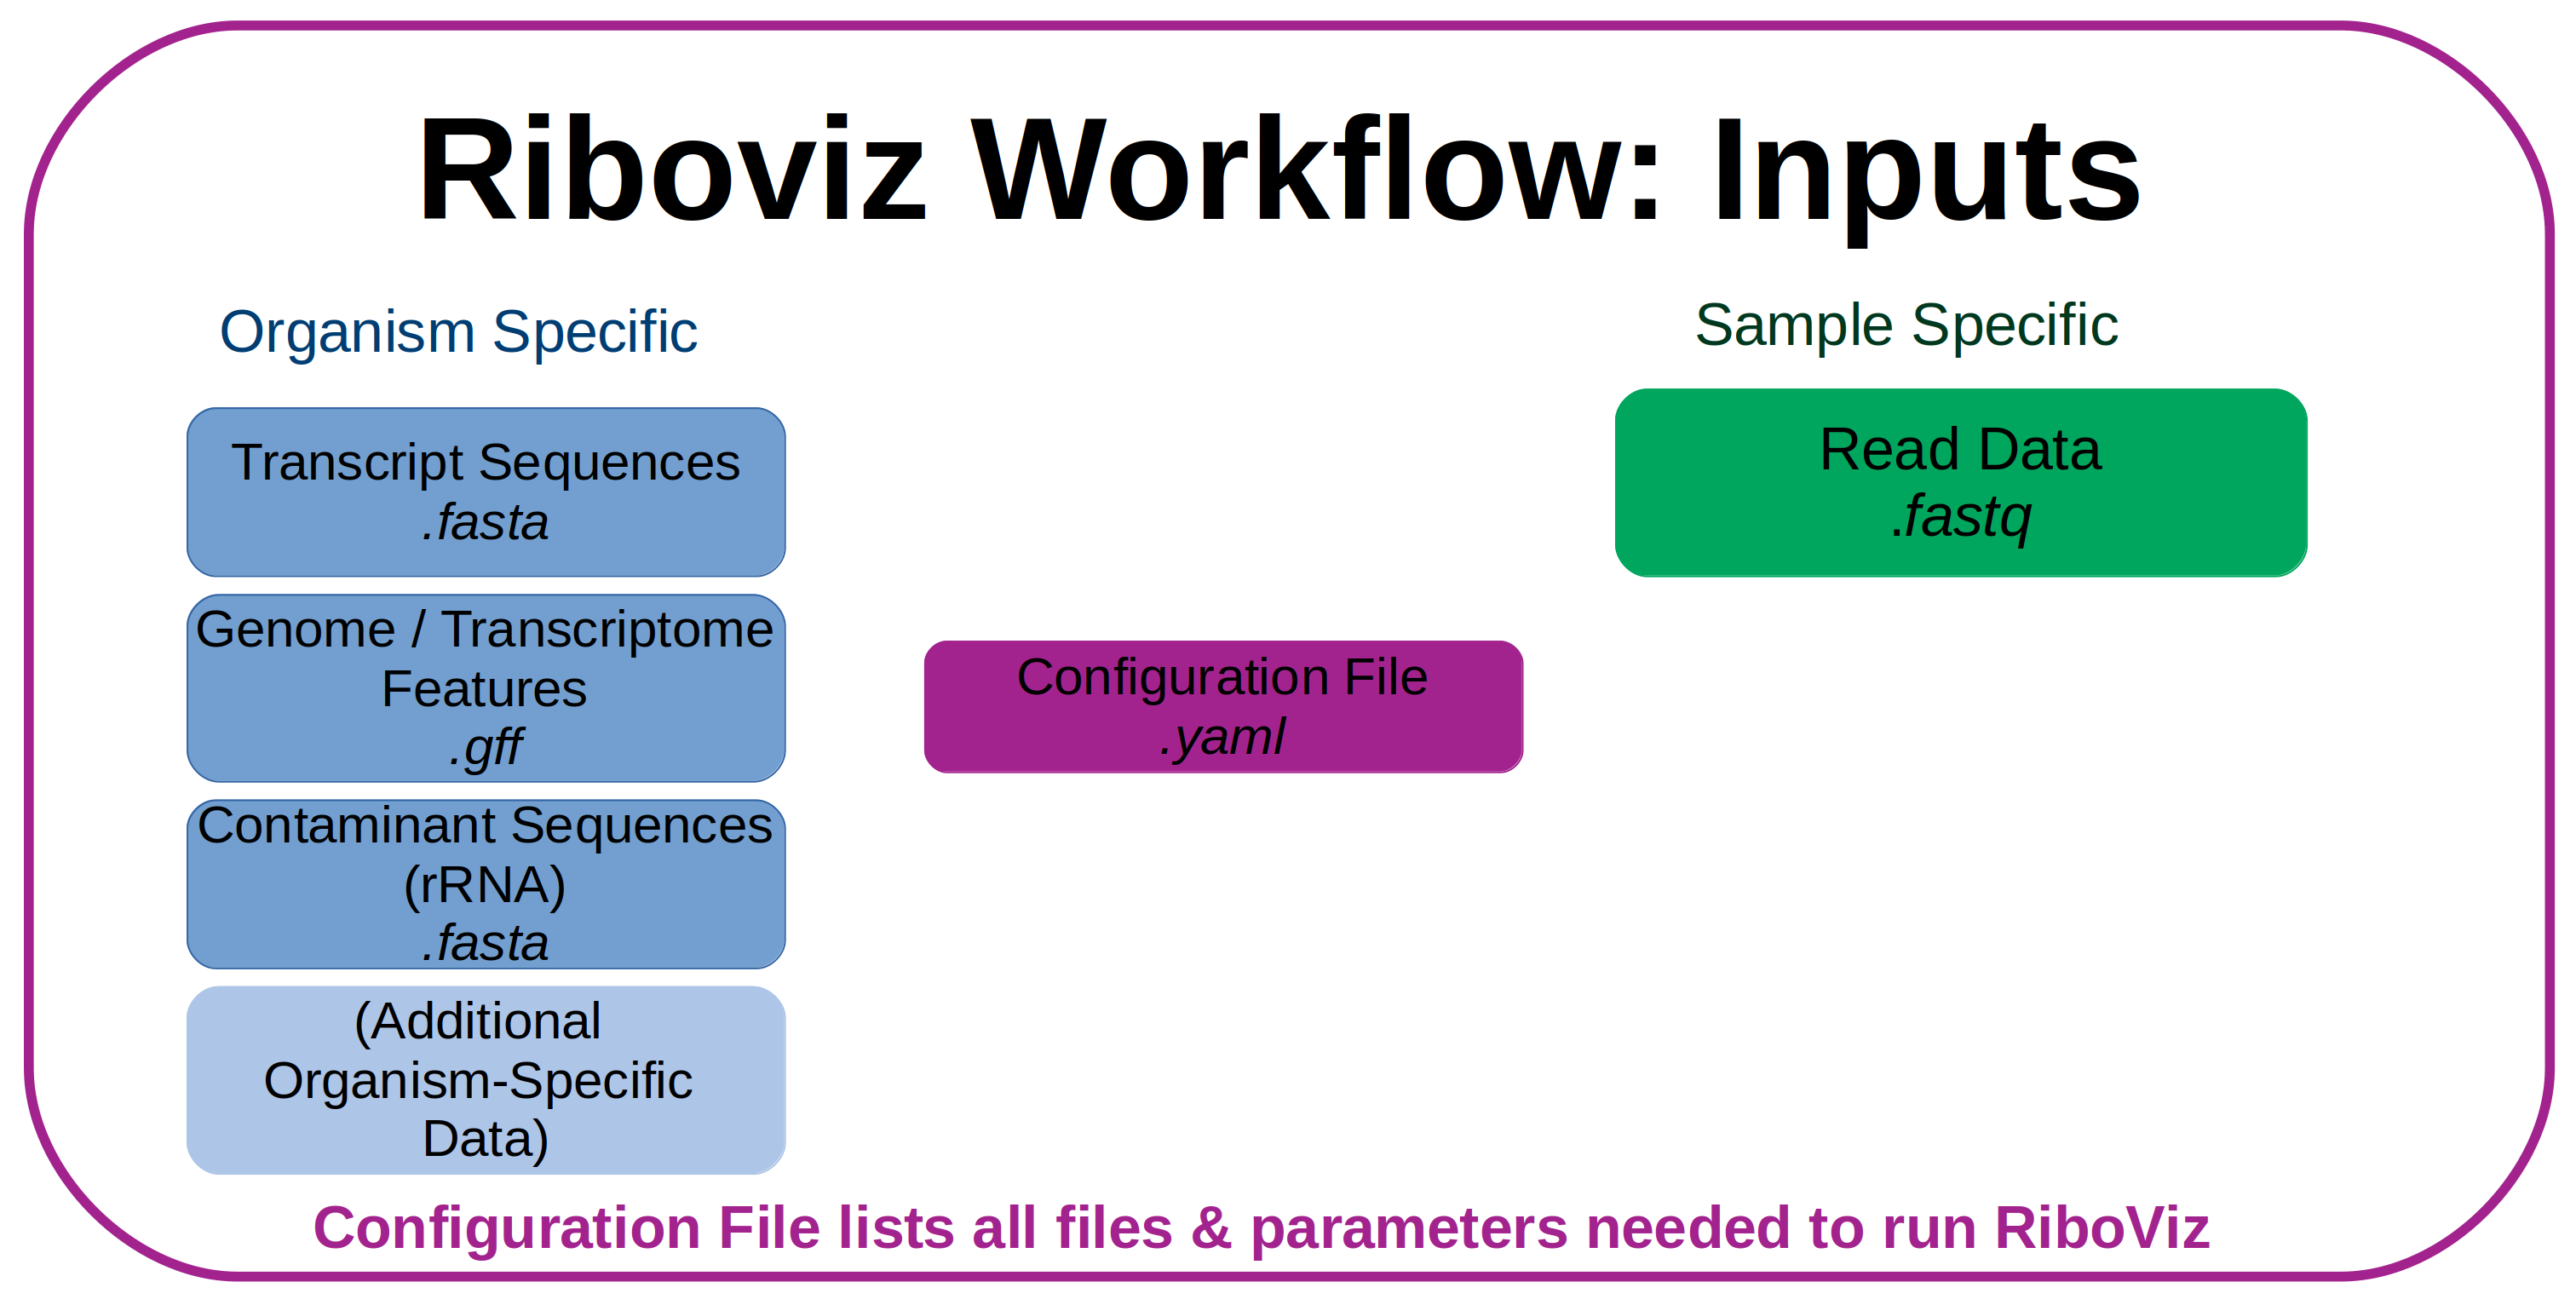 Riboviz Workflow: Inputs
Organism Specific
Transcript Sequences
.fasta
Genome / Transcriptome
Features
.gff
Contaminant Sequences
(rRNA)
.fasta
(Additional
Organism-Specific
Data)
Configuration File
.yaml
Sample Specific
Read Data
.fastq
Configuration File lists all files & parameters needed to run RiboViz